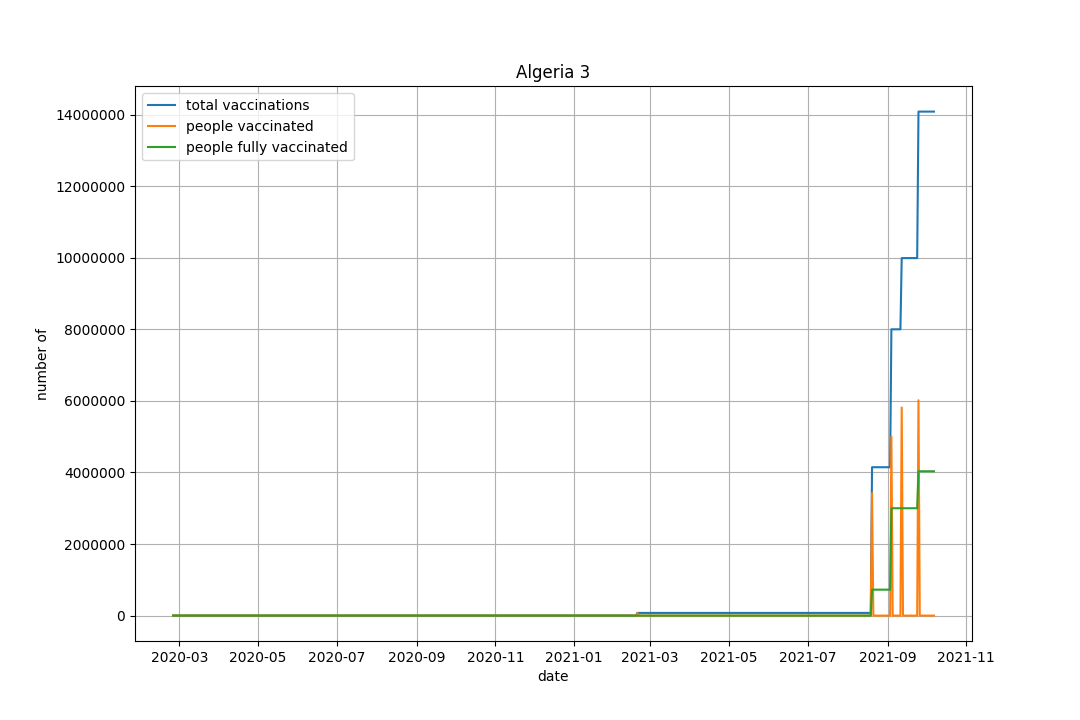 Algeria 3
total vaccinations
people vaccinated
people fully vaccinated
14000000
12000000
10000000
8000000
6000000
4000000
2000000
0
number of
2020-03 2020-05 2020-07 2020-09 2020-11 2021-01 2021-03 2021-05 2021-07 2021-09 2021-11
date